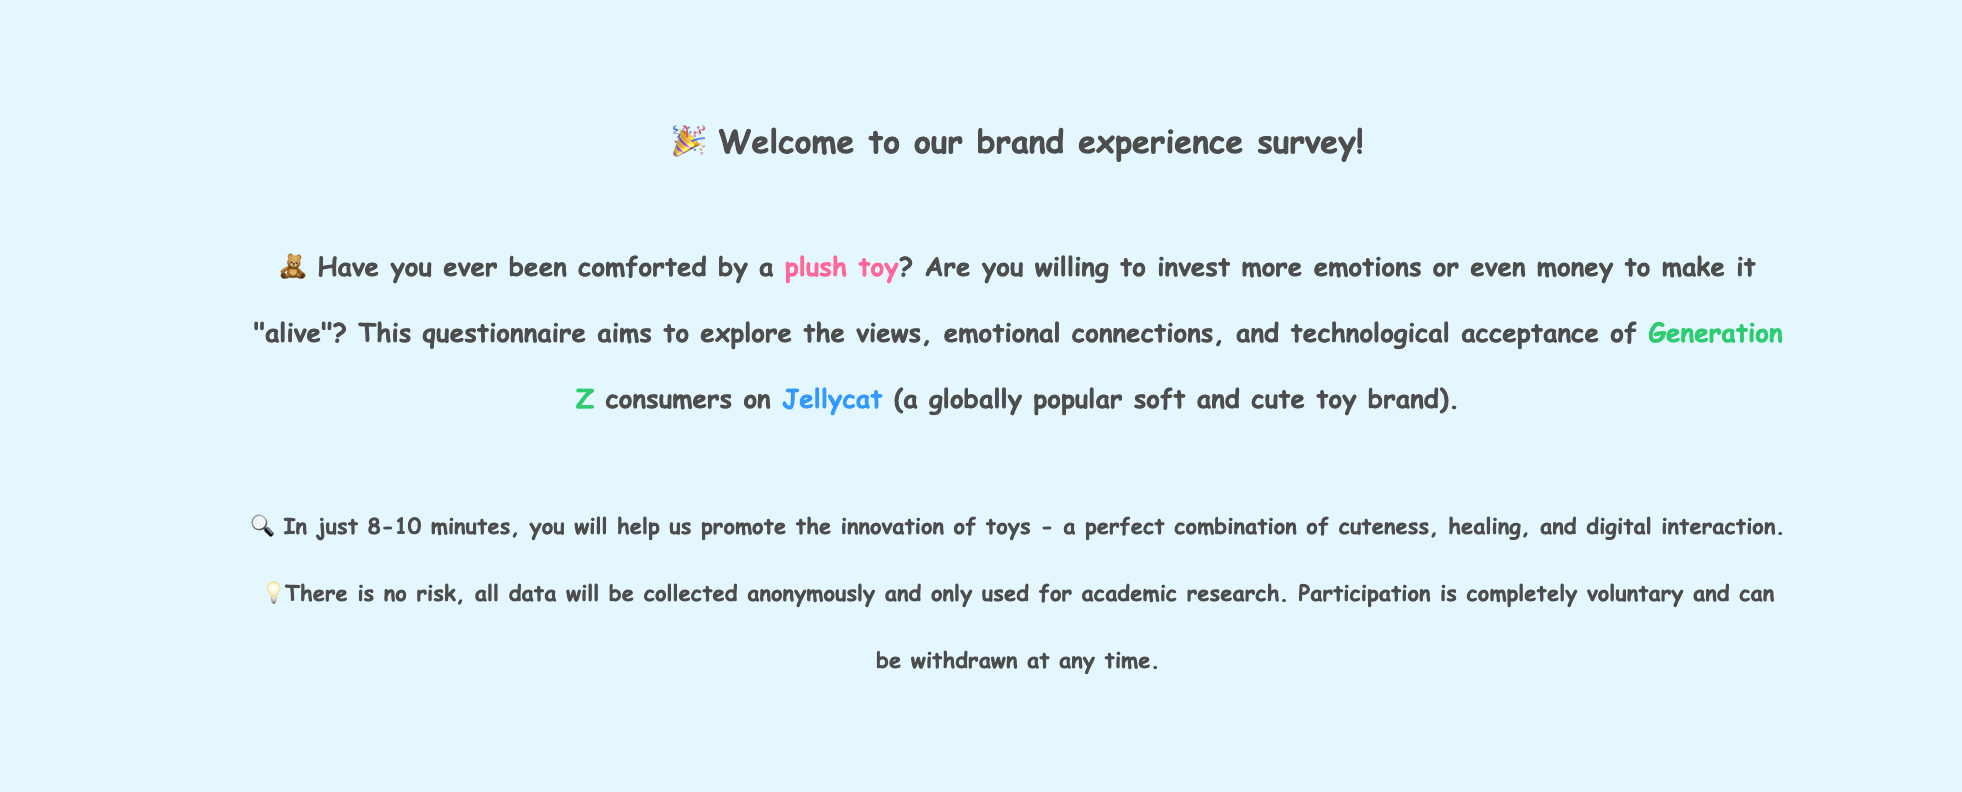 🎉 Welcome to our brand experience survey!
🧸 Have you ever been comforted by a plush toy? Are you willing to invest more emotions or even money to make it
"alive"? This questionnaire aims to explore the views, emotional connections, and technological acceptance of Generation
Z consumers on Jellycat (a globally popular soft and cute toy brand).
🔍 In just 8-10 minutes, you will help us promote the innovation of toys - a perfect combination of cuteness, healing, and digital interaction.
💡There is no risk, all data will be collected anonymously and only used for academic research. Participation is completely voluntary and can
be withdrawn at any time.